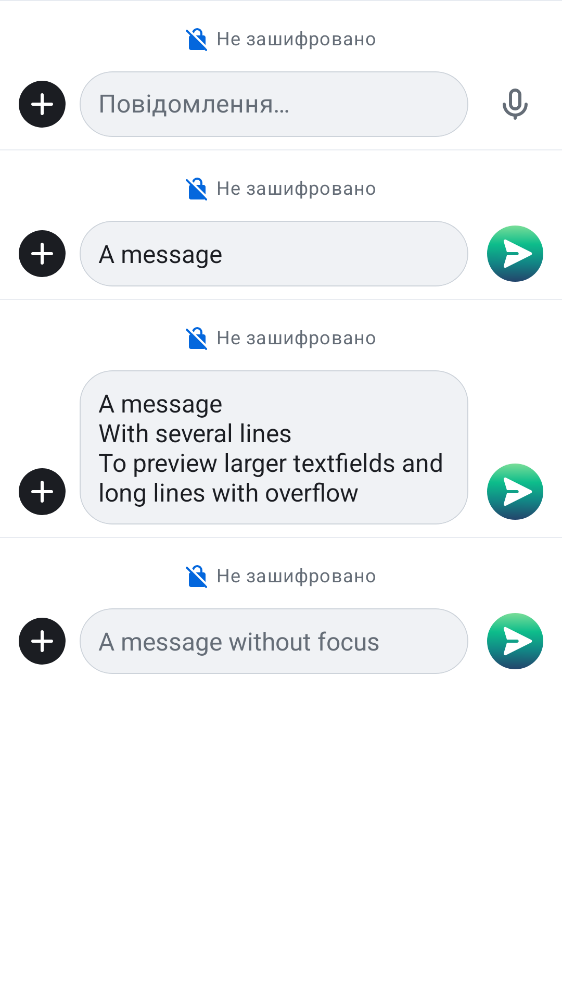 Не зашифровано
Повідомлення…
Не зашифровано
A message
Не зашифровано
A message
With several lines
To preview larger textfields and
long lines with overflow
Не зашифровано
A message without focus